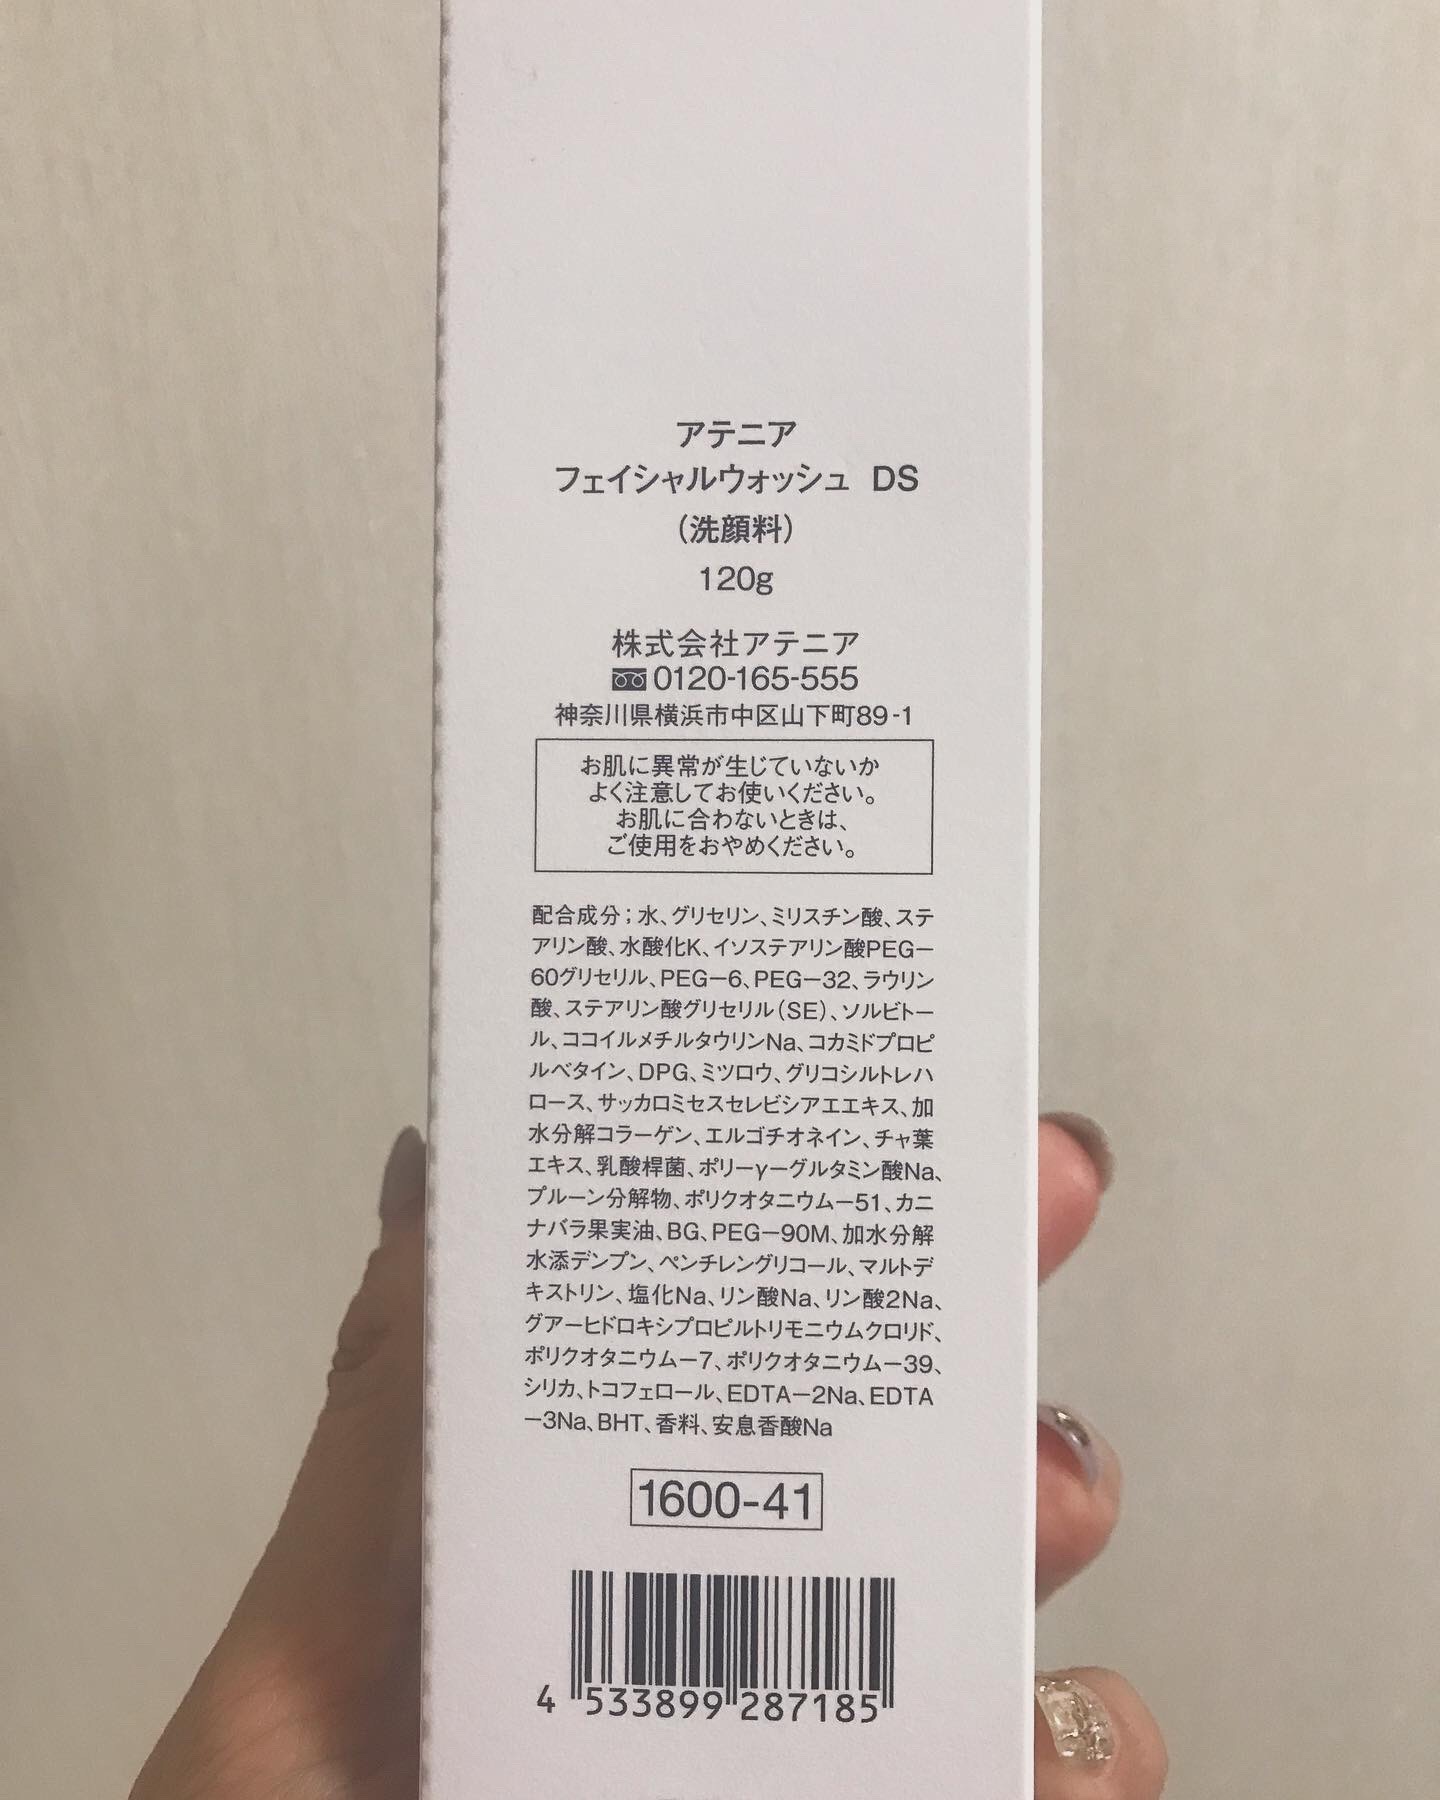 アテニア
フェイシャルウォッシュ DS
(洗顔料)
120g
株式会社アテニア
0120-165-555
神奈川県横浜市中区山下町89-1
お肌に異常が生じていないか
よく注意してお使いください。
お肌に合わないときは、
ご使用をおやめください。
配合成分;水、グリセリン、ミリスチン酸、ステ
アリン酸、水酸化K、イソステアリン酸PEG-
60グリセリル、PEG-6、PEG-32、ラウリン
酸、ステアリン酸グリセリル(SE)、ソルビトー
ル、ココイルメチルタウリンNa、コカミドプロピ
ルベタイン、DPG、ミツロウ、グリコシルトレハ
ロース、サッカロミセスセレビシアエエキス、加
水分解コラーゲン、エルゴチオネイン、チャ葉
エキス、乳酸桿菌、ポリ-γ-グルタミン酸Na、
プルーン分解物、ポリクオタニウム-51、カニ
ナバラ果実油、BG、PEG-90M、加水分解
水添デンプン、ペンチレングリコール、マルトデ
キストリン、塩化Na、リン酸Na、リン酸2Na、
グアーヒドロキシプロピルトリモニウムクロリド、
ポリクオタニウム-7、ポリクオタニウム-39、
シリカ、トコフェロール、EDTA-2Na、EDTA
-3Na、BHT、香料、安息香酸Na
1600-41
4 533899 287185